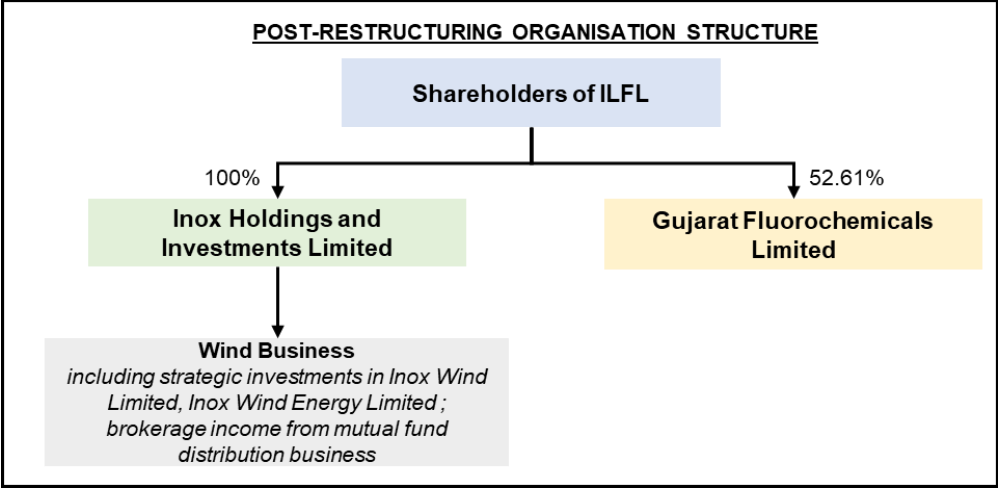 POST-RESTRUCTURING ORGANISATION STRUCTURE
Shareholders of ILFL
100%
52.61%
Inox Holdings and
Investments Limited
Gujarat Fluorochemicals
Limited
Wind Business
including strategic investments in Inox Wind
Limited, Inox Wind Energy Limited ;
brokerage income from mutual fund
distribution business